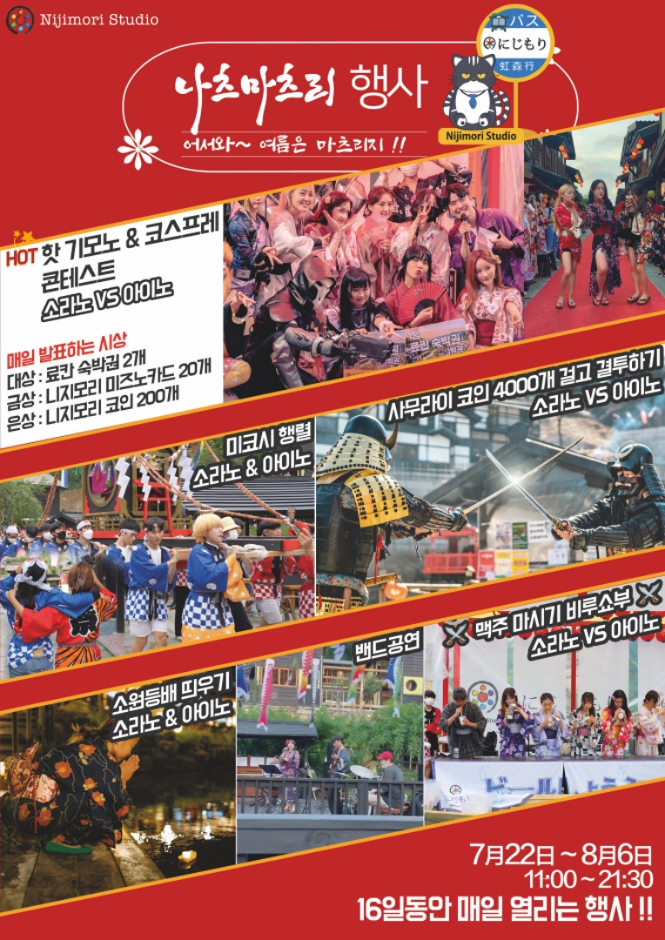 Nijimori Studio
나츠마츠리 행사
어서와~ 여름은 마츠리지 !!
バス
にじもり
虹森行
Nijimori Studio
HOT 핫 기모노 & 코스프레
콘테스트
소라노 VS 아이노
매일 발표하는 시상
대상 : 료칸 숙박권 2개
금상 : 니지모리 미즈노카드 20개
은상 : 니지모리 코인 200개
료칸 숙박권
사무라이 코인 4000개 걸고 결투하기
소라노 VS 아이노
미코시 행렬
소라노 & 아이노
맥주 마시기 비루쇼부
소라노 VS 아이노
밴드공연
소원등배 띄우기
소라노 & 아이노
7月22日 ~ 8月6日
11:00 ~ 21:30
16일동안 매일 열리는 행사 !!